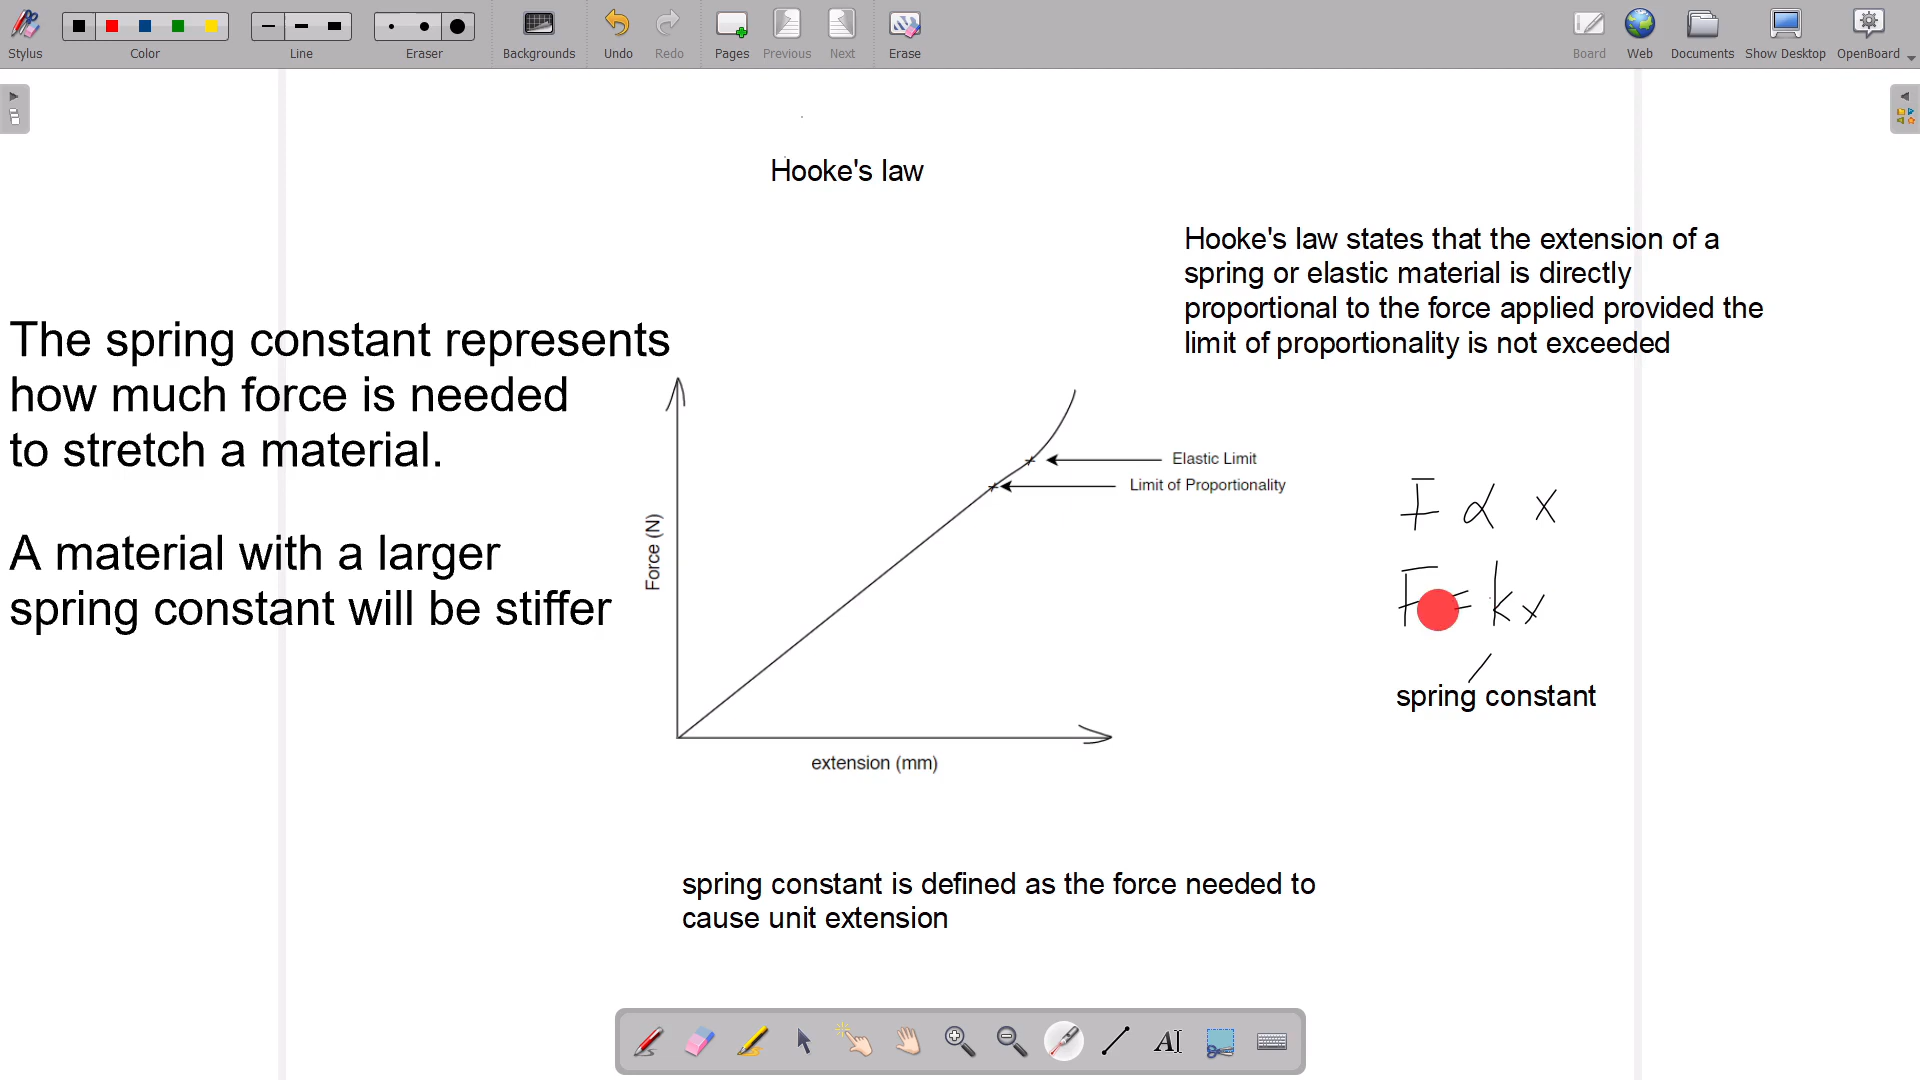 Stylus
Color
Line
Eraser
Backgrounds
Undo
Redo
Pages
Previous
Next
Erase
Board
Web
Documents
Show Desktop
OpenBoard
Hooke's law
Hooke's law states that the extension of a
spring or elastic material is directly
proportional to the force applied provided the
limit of proportionality is not exceeded
The spring constant represents
how much force is needed
to stretch a material.
A material with a larger
spring constant will be stiffer
Elastic Limit
Limit of Proportionality
Force (N)
extension (mm)
F α x
F = kx
spring constant
spring constant is defined as the force needed to
cause unit extension